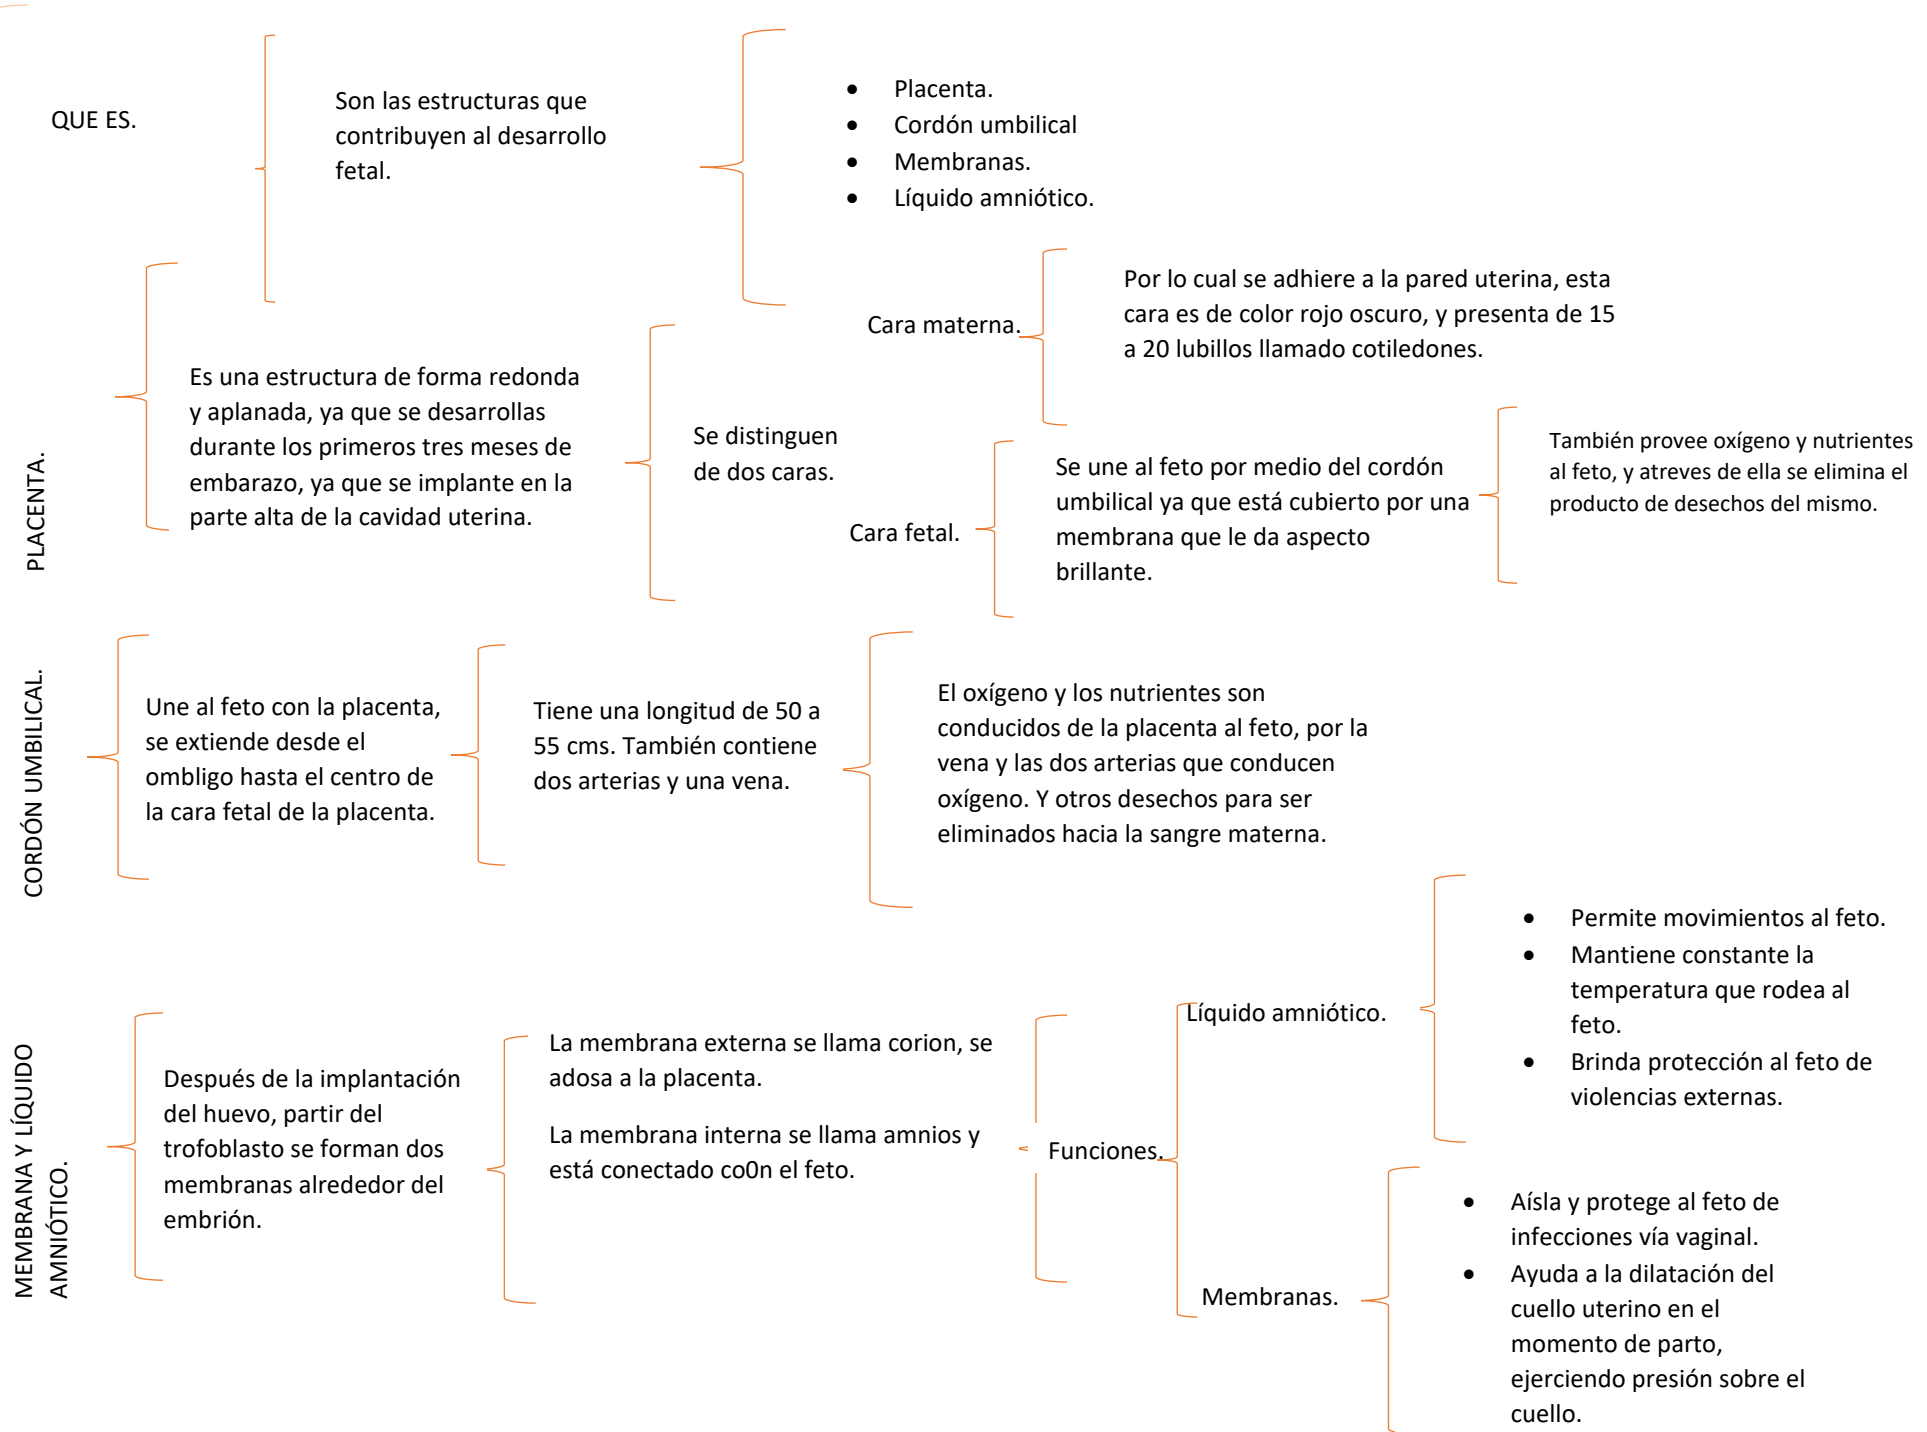 QUE ES.
Son las estructuras que
contribuyen al desarrollo
fetal.
• Placenta.
• Cordón umbilical
• Membranas.
• Líquido amniótico.
PLACENTA.
Es una estructura de forma redonda
y aplanada, ya que se desarrollas
durante los primeros tres meses de
embarazo, ya que se implante en la
parte alta de la cavidad uterina.
Se distinguen
de dos caras.
Cara materna.
Por lo cual se adhiere a la pared uterina, esta
cara es de color rojo oscuro, y presenta de 15
a 20 lubillos llamado cotiledones.
Cara fetal.
Se une al feto por medio del cordón
umbilical ya que está cubierto por una
membrana que le da aspecto
brillante.
También provee oxígeno y nutrientes
al feto, y atreves de ella se elimina el
producto de desechos del mismo.
CORDÓN UMBILICAL.
Une al feto con la placenta,
se extiende desde el
ombligo hasta el centro de
la cara fetal de la placenta.
Tiene una longitud de 50 a
55 cms. También contiene
dos arterias y una vena.
El oxígeno y los nutrientes son
conducidos de la placenta al feto, por la
vena y las dos arterias que conducen
oxígeno. Y otros desechos para ser
eliminados hacia la sangre materna.
MEMBRANA Y LÍQUIDO
AMNIÓTICO.
Después de la implantación
del huevo, partir del
trofoblasto se forman dos
membranas alrededor del
embrión.
La membrana externa se llama corion, se
adosa a la placenta.
La membrana interna se llama amnios y
está conectado co0n el feto.
Funciones.
Líquido amniótico.
• Permite movimientos al feto.
• Mantiene constante la
temperatura que rodea al
feto.
• Brinda protección al feto de
violencias externas.
Membranas.
• Aísla y protege al feto de
infecciones vía vaginal.
• Ayuda a la dilatación del
cuello uterino en el
momento de parto,
ejerciendo presión sobre el
cuello.